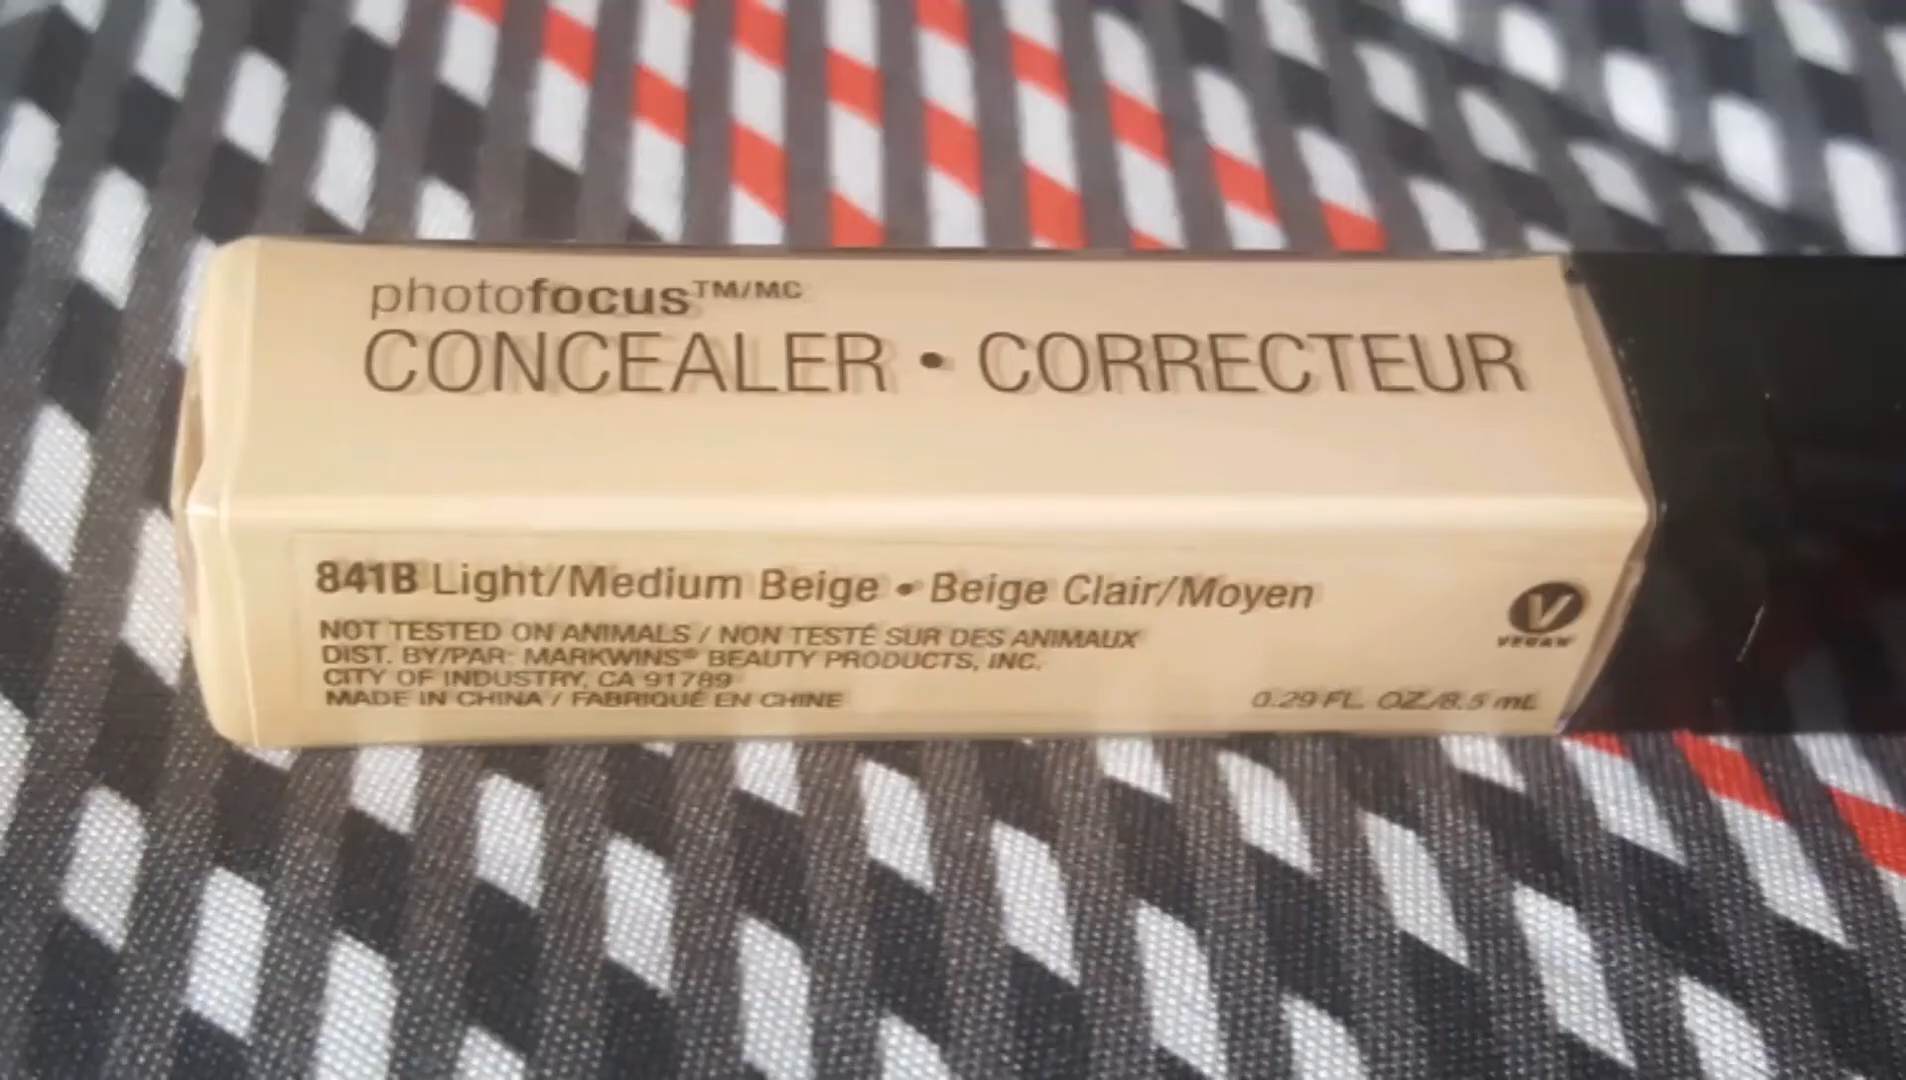 photofocus™/MC
CONCEALER • CORRECTEUR
841B Light/Medium Beige • Beige Clair/Moyen
NOT TESTED ON ANIMALS / NON TESTÉ SUR DES ANIMAUX
DIST. BY/PAR: MARKWINS® BEAUTY PRODUCTS, INC.
CITY OF INDUSTRY, CA 91789
MADE IN CHINA / FABRIQUÉ EN CHINE
V
VEGAN
0.29 FL. OZ./8.5 mL